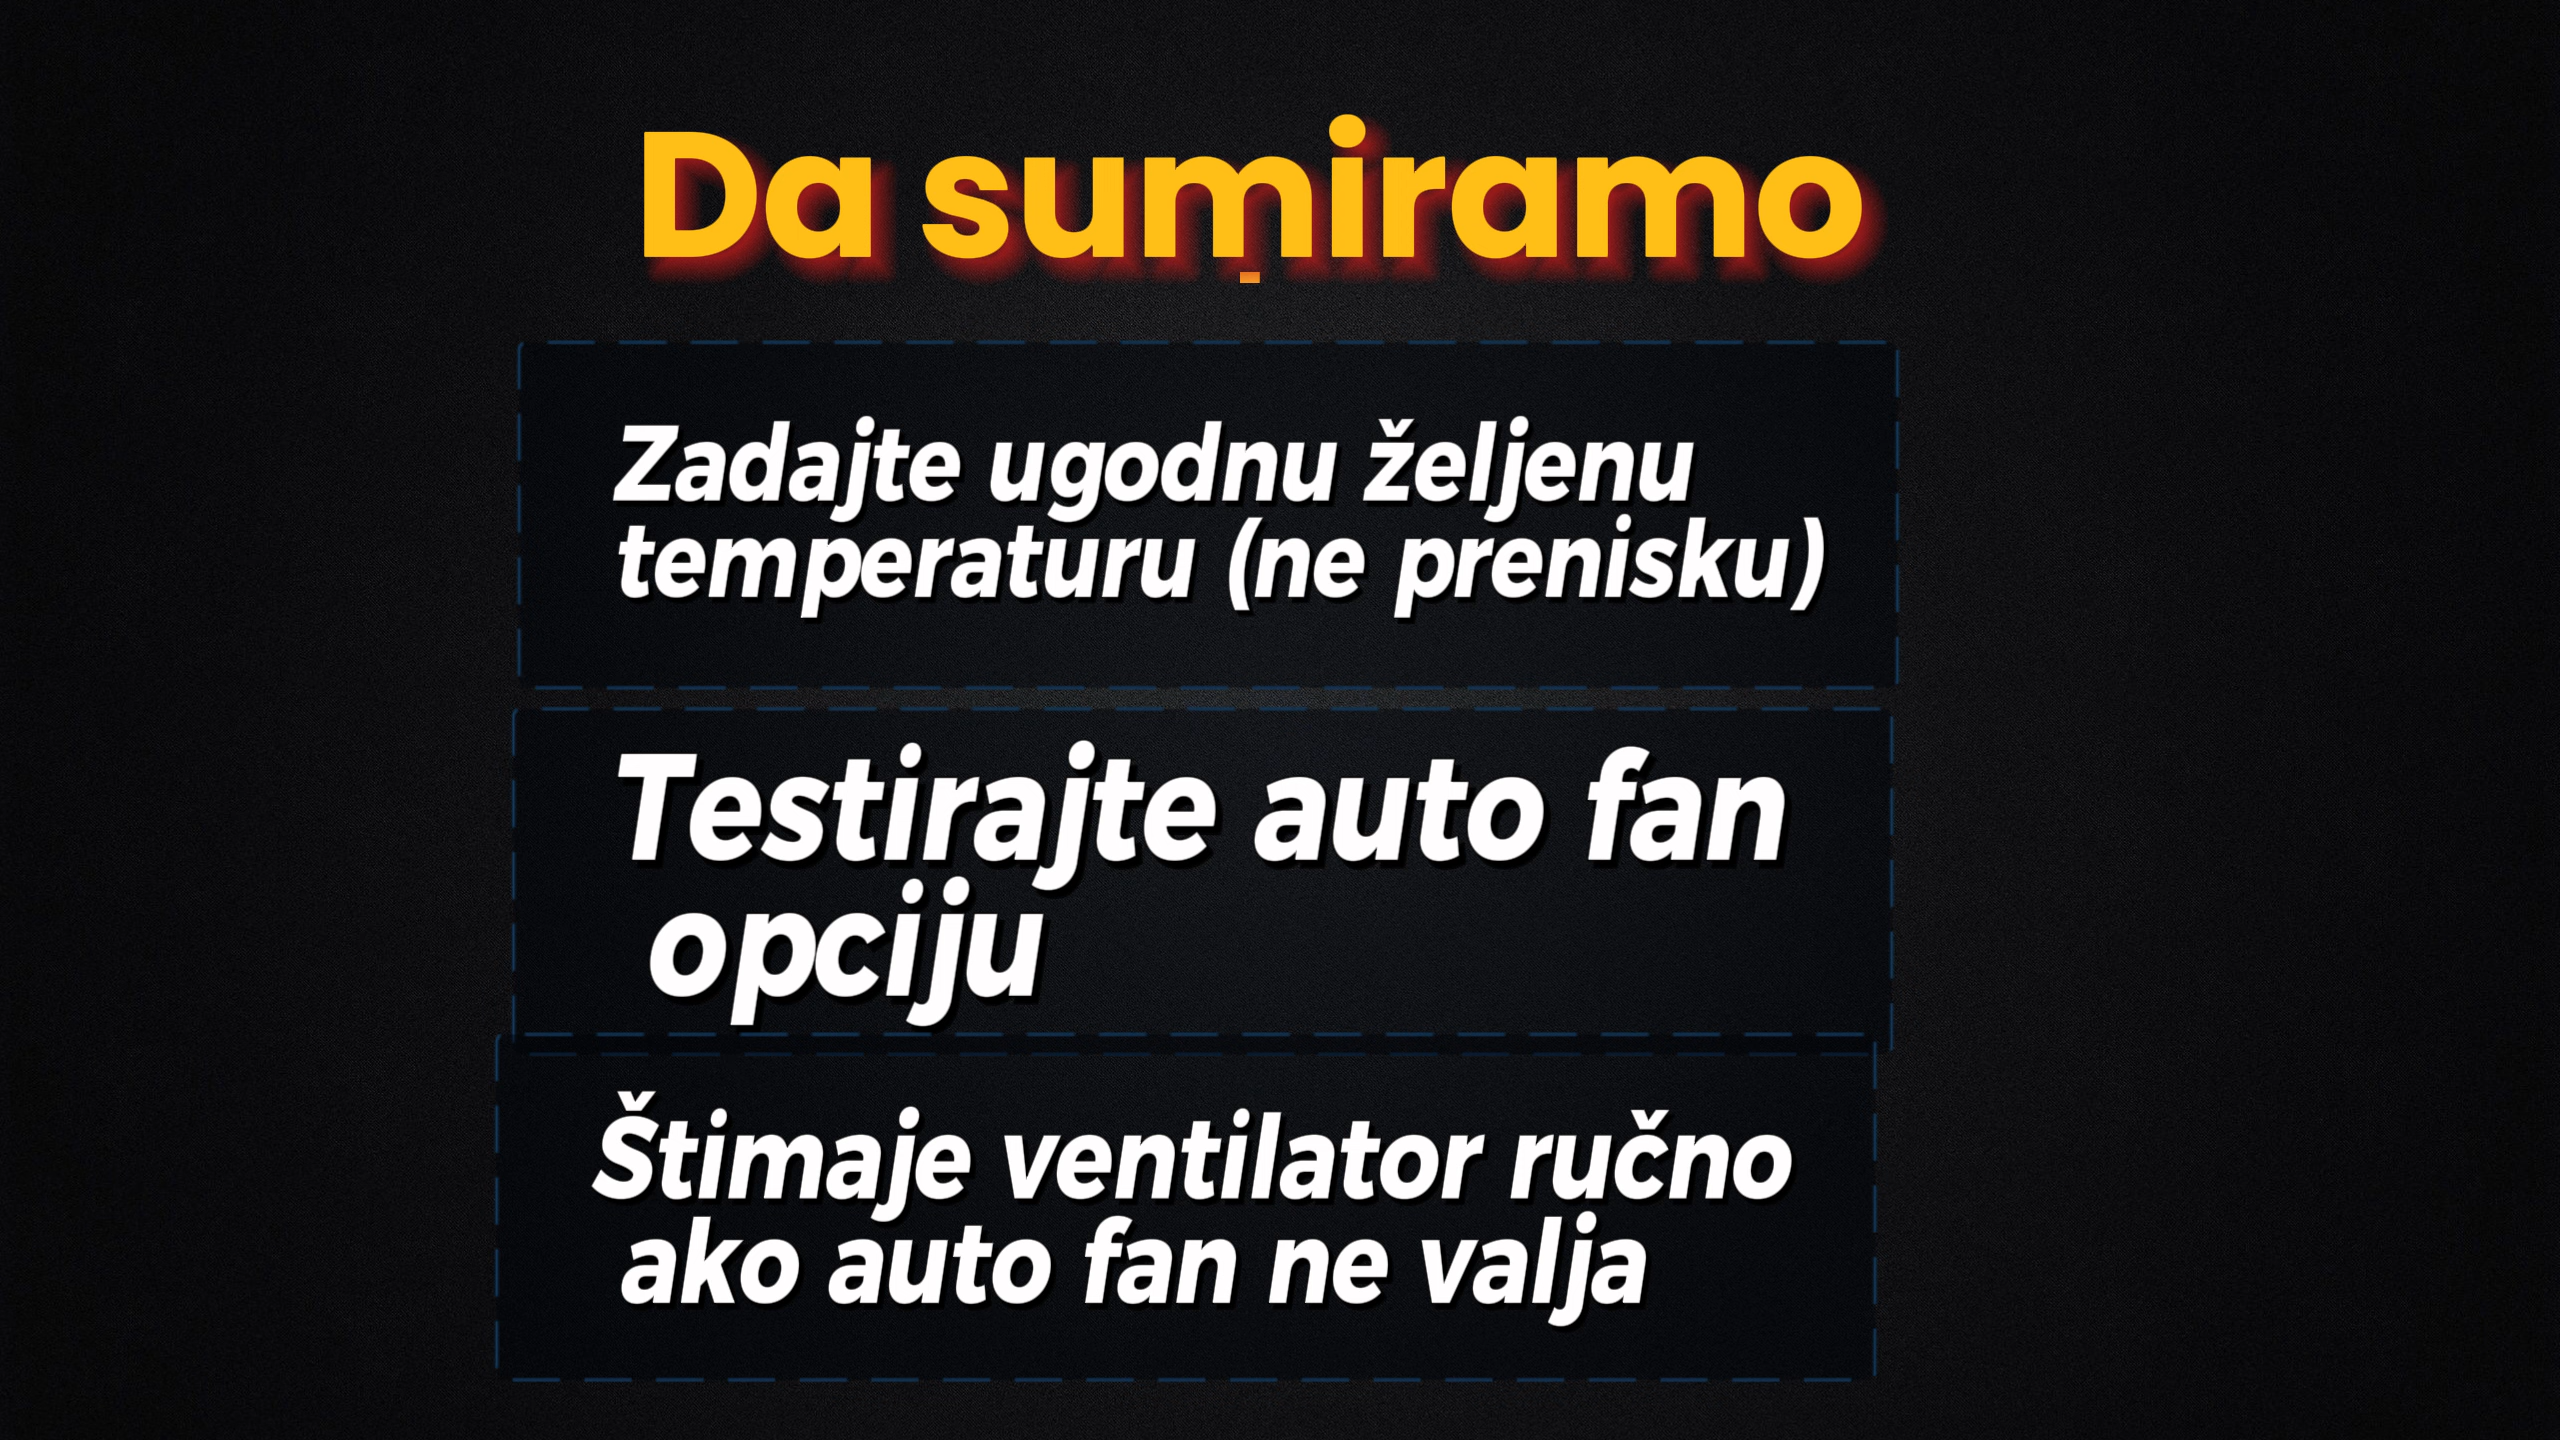 Da sumiramo
Zadajte ugodnu željenu
temperaturu (ne prenisku)
Testirajte auto fan
opciju
Štimaje ventilator ručno
ako auto fan ne valja